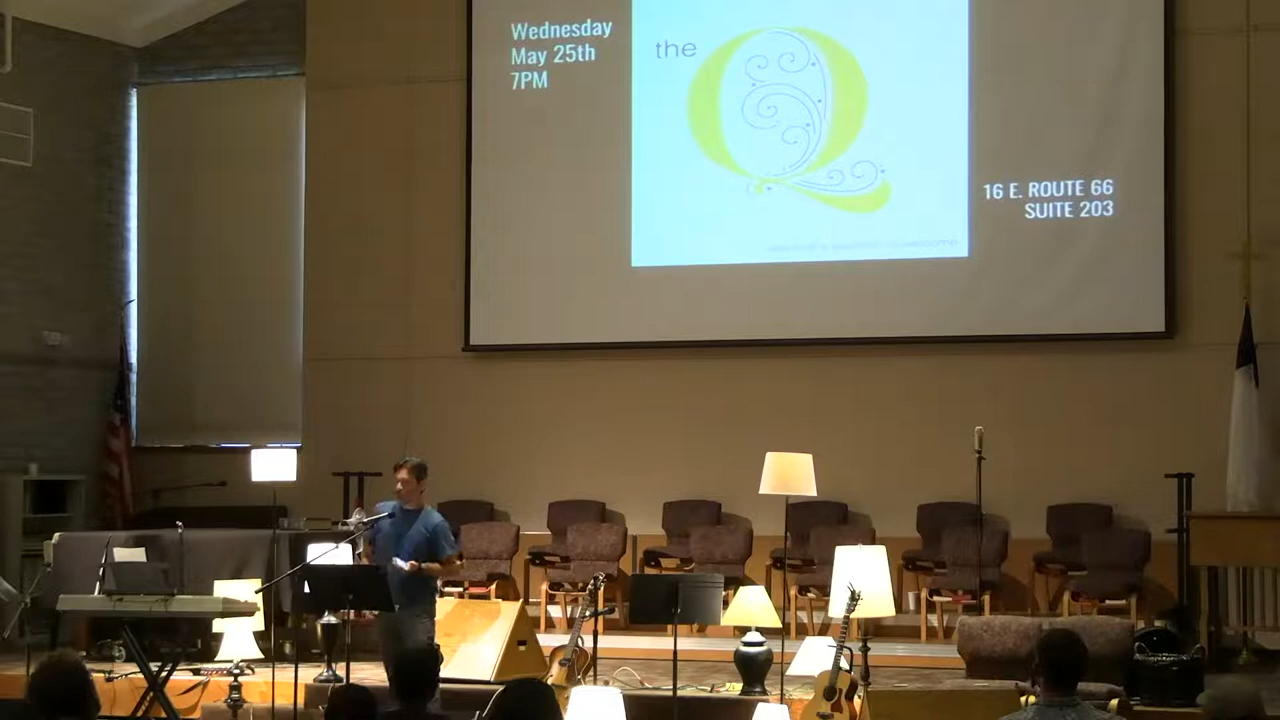 Wednesday
May 25th
7PM
the
Q
16 E. ROUTE 66
SUITE 203